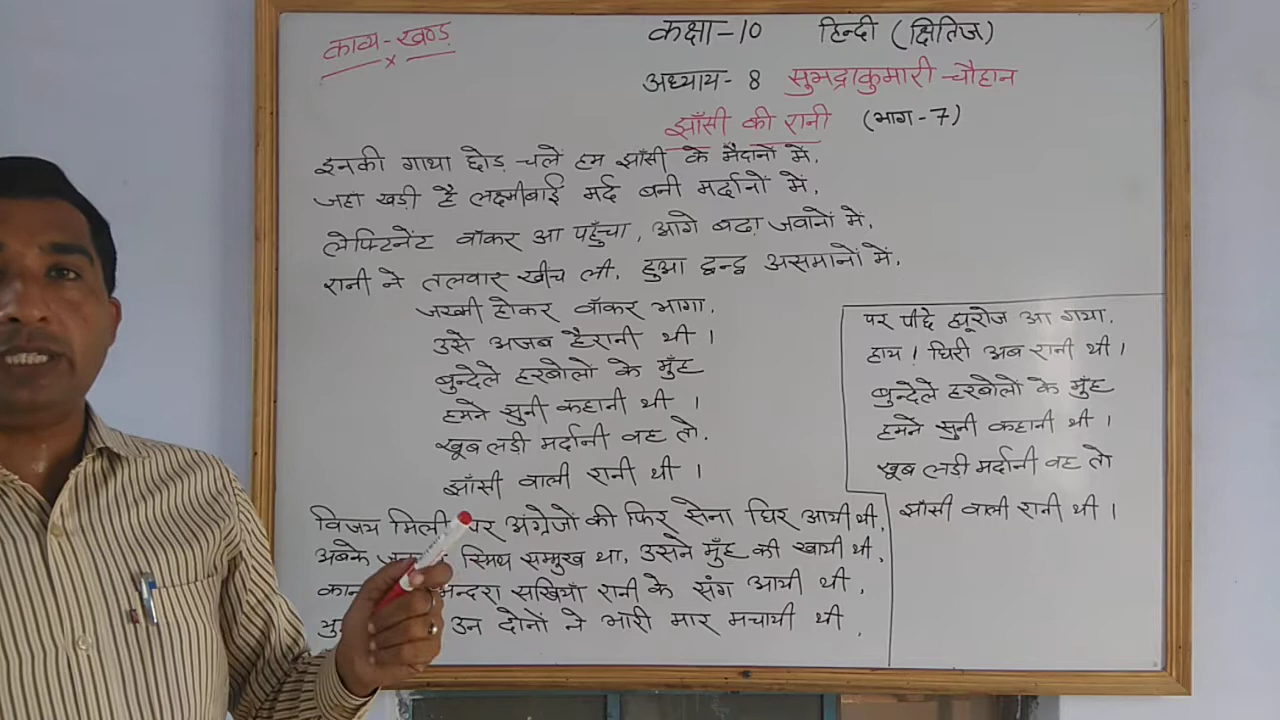 काव्य-खण्ड
x
कक्षा-10 हिन्दी (क्षितिज)
अध्याय-8 सुभद्राकुमारी चौहान
झाँसी की रानी (भाग-7)
इनकी गाथा छोड़ चलें हम झाँसी के मैदानों में,
जहाँ खड़ी है लक्ष्मीबाई मर्द बनी मर्दानों में,
लेफ्टिनेंट वॉकर आ पहुँचा, आगे बढ़ा जवानों में,
रानी ने तलवार खींच ली, हुआ द्वन्द्व असमानों में,
जख्मी होकर वॉकर भागा,
उसे अजब हैरानी थी।
बुन्देले हरबोलों के मुँह
हमने सुनी कहानी थी।
खूब लड़ी मर्दानी वह तो,
झाँसी वाली रानी थी।
विजय मिली पर अंग्रेजों की फिर सेना घिर आयी थी,
अबके स्मिथ सम्मुख था, उसने मुँह की खायी थी,
मन्दरा सखियाँ रानी के संग आयी थी,
उन दोनों ने भारी मार मचायी थी,
पर पीछे ह्यूरोज आ गया,
हाय! घिरी अब रानी थी।
बुन्देले हरबोलों के मुँह
हमने सुनी कहानी थी।
खूब लड़ी मर्दानी वह तो
झाँसी वाली रानी थी।